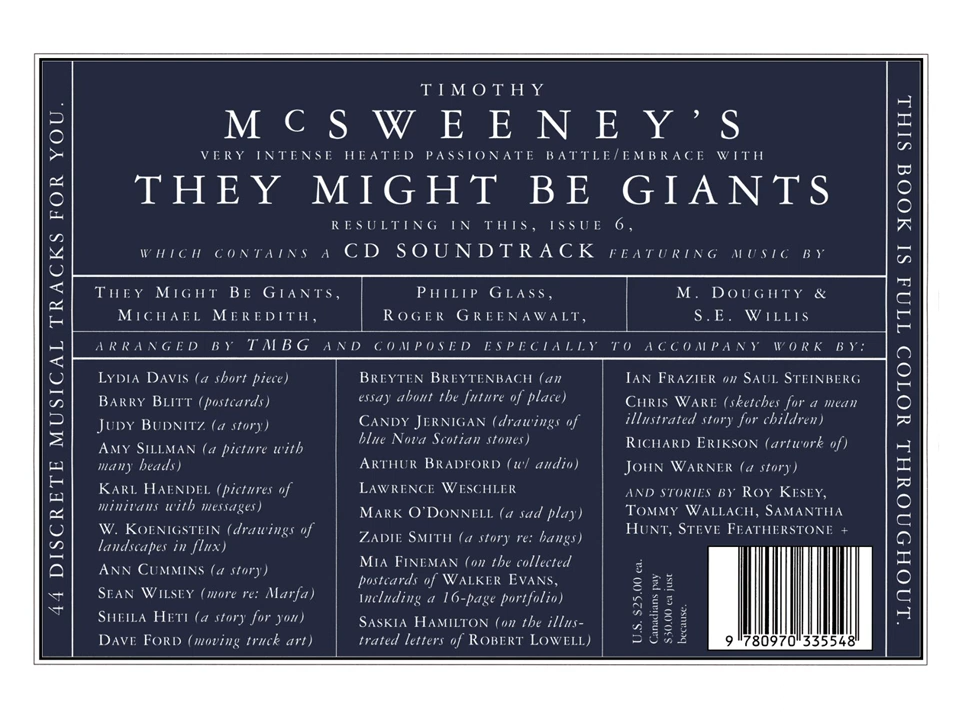 TIMOTHY
McSWEENEY'S
VERY INTENSE HEATED PASSIONATE BATTLE/EMBRACE WITH
THEY MIGHT BE GIANTS
RESULTING IN THIS, ISSUE 6,
WHICH CONTAINS A CD SOUNDTRACK FEATURING MUSIC BY
THEY MIGHT BE GIANTS,
MICHAEL MEREDITH,
PHILIP GLASS,
ROGER GREENAWALT,
M. DOUGHTY &
S.E. WILLIS
ARRANGED BY TMBG AND COMPOSED ESPECIALLY TO ACCOMPANY WORK BY:
LYDIA DAVIS (a short piece)
BARRY BLITT (postcards)
JUDY BUDNITZ (a story)
AMY SILLMAN (a picture with
many heads)
KARL HAENDEL (pictures of
minivans with messages)
W. KOENIGSTEIN (drawings of
landscapes in flux)
ANN CUMMINS (a story)
SEAN WILSEY (more re: Marfa)
SHEILA HETI (a story for you)
DAVE FORD (moving truck art)
BREYTEN BREYTENBACH (an
essay about the future of place)
CANDY JERNIGAN (drawings of
blue Nova Scotian stones)
ARTHUR BRADFORD (w/ audio)
LAWRENCE WESCHLER
MARK O'DONNELL (a sad play)
ZADIE SMITH (a story re: bangs)
MIA FINEMAN (on the collected
postcards of WALKER EVANS,
including a 16-page portfolio)
SASKIA HAMILTON (on the illus-
trated letters of ROBERT LOWELL)
IAN FRAZIER on SAUL STEINBERG
CHRIS WARE (sketches for a mean
illustrated story for children)
RICHARD ERIKSON (artwork of)
JOHN WARNER (a story)
AND STORIES BY ROY KESEY,
TOMMY WALLACH, SAMANTHA
HUNT, STEVE FEATHERSTONE +
U.S. $25.00 ea.
Canadians pay
$30.00 ea just
because.
9 780970 335548
44 DISCRETE MUSICAL TRACKS FOR YOU.
THIS BOOK IS FULL COLOR THROUGHOUT.